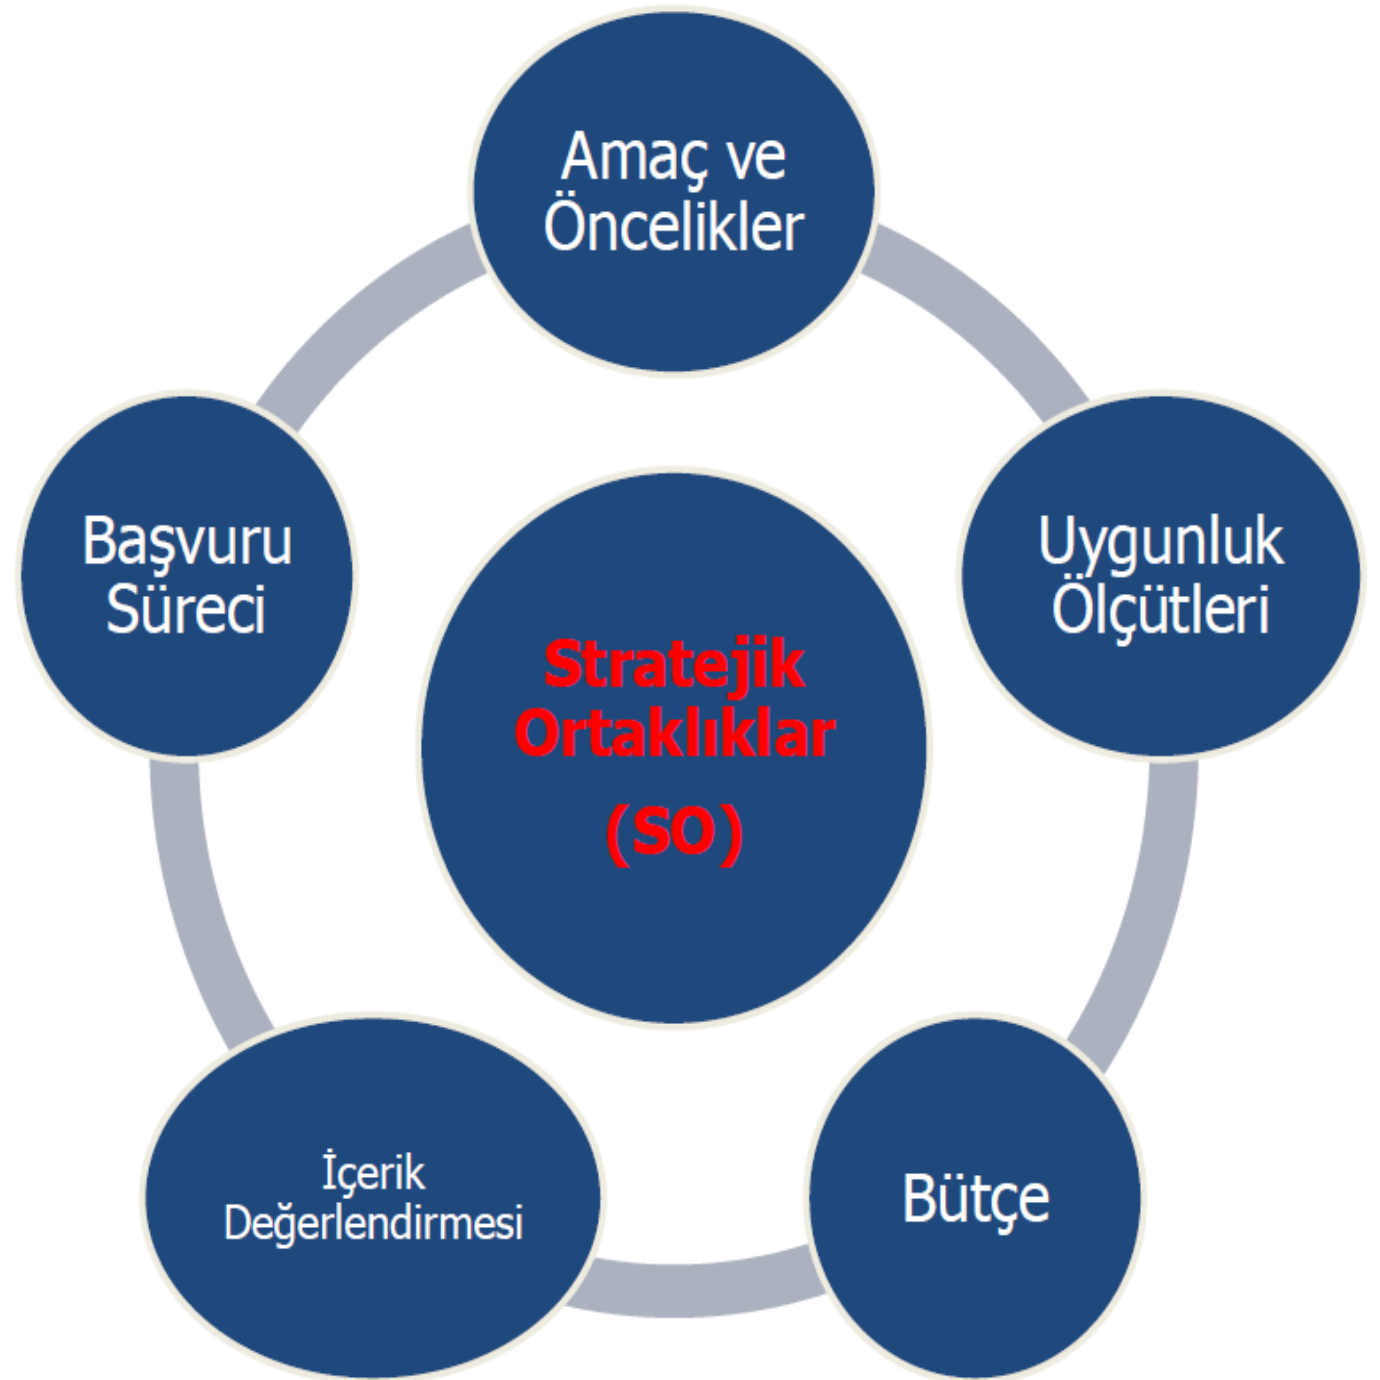 Amaç ve
Öncelikler
Uygunluk
Ölçütleri
Bütçe
İçerik
Değerlendirmesi
Başvuru
Süreci
Stratejik
Ortaklıklar
(SO)